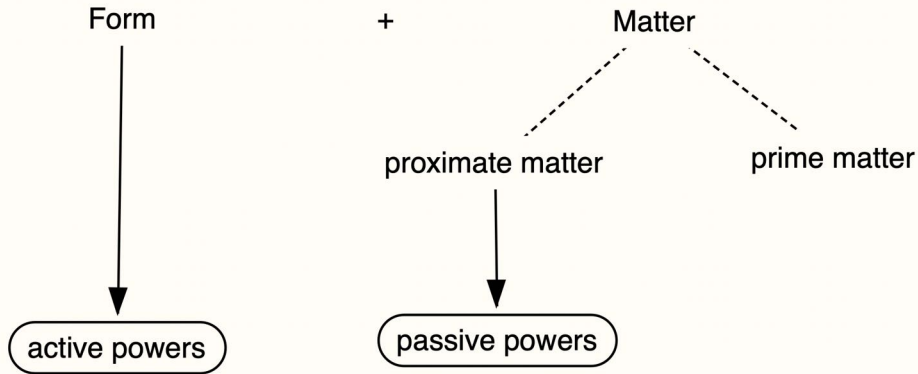 Form + Matter
proximate matter
prime matter
active powers
passive powers